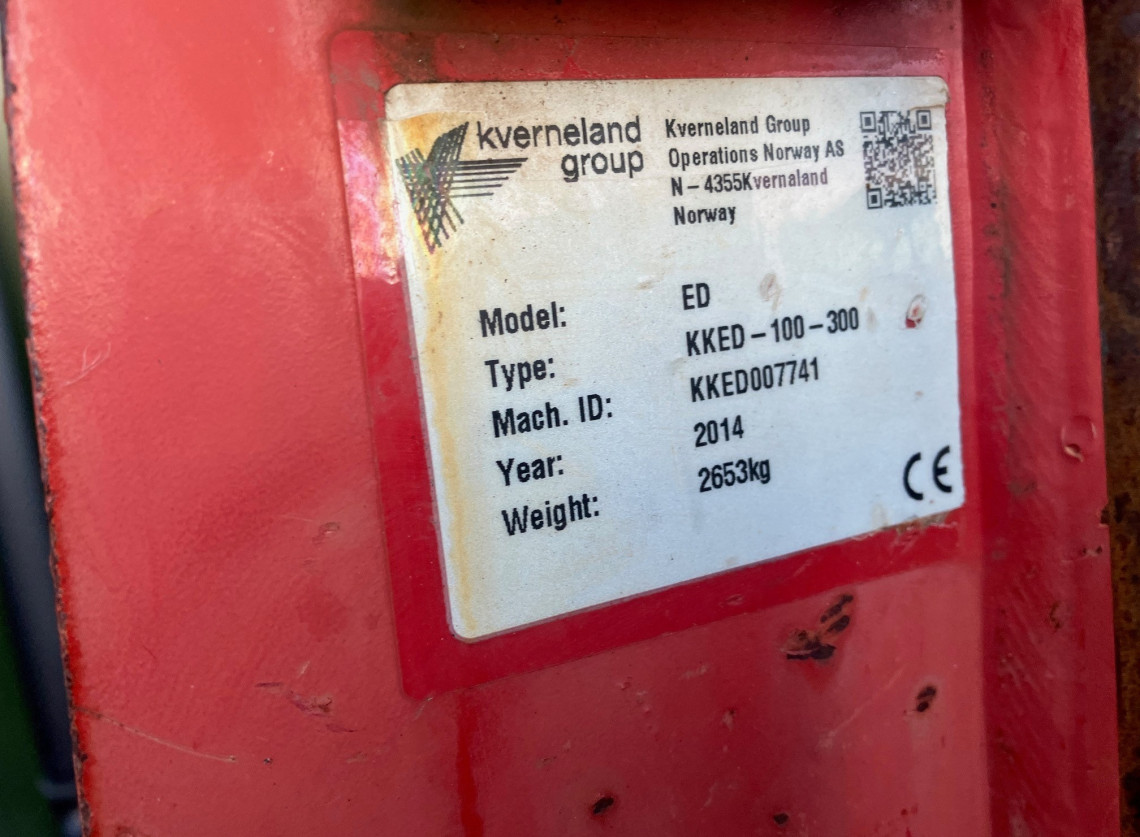 kverneland
group
Kverneland Group
Operations Norway AS
N – 4355Kvernaland
Norway
Model: ED
Type: KKED – 100 – 300
Mach. ID: KKED007741
Year: 2014
Weight: 2653kg
CE